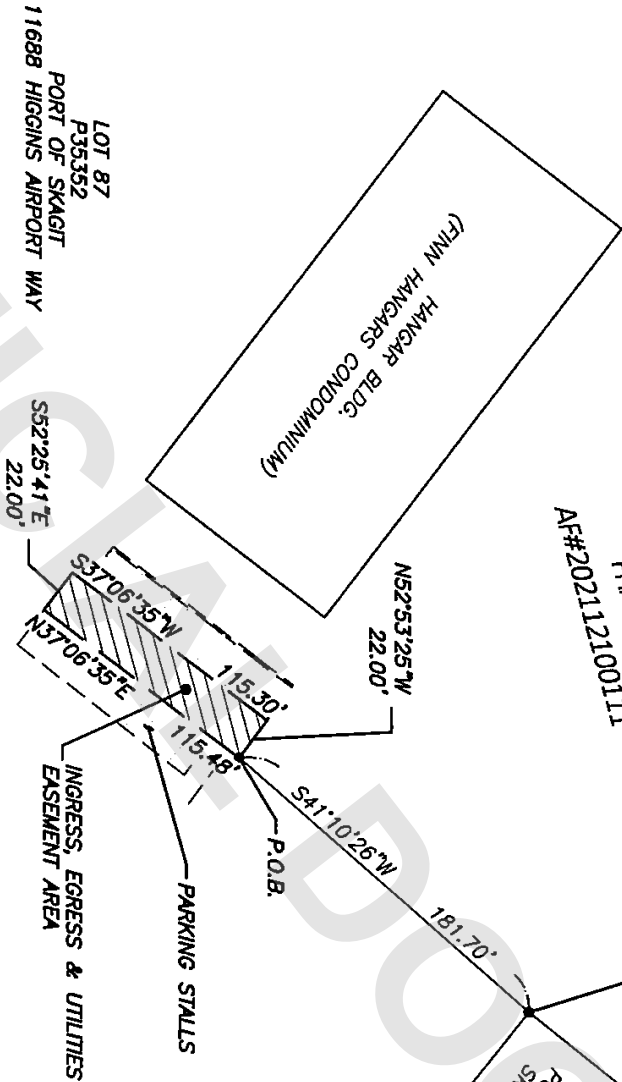 LOT 87
P35352
PORT OF SKAGIT
11688 HIGGINS AIRPORT WAY
HANGAR BLDG.
(FINN HANGARS CONDOMINIUM)
AF#202112100111
S52°25'41"E
22.00'
S37°06'35"W
115.30'
N37°06'35"E
115.48'
N52°53'25"W
22.00'
P.O.B.
S41°10'26"W
181.70'
PARKING STALLS
INGRESS, EGRESS & UTILITIES
EASEMENT AREA